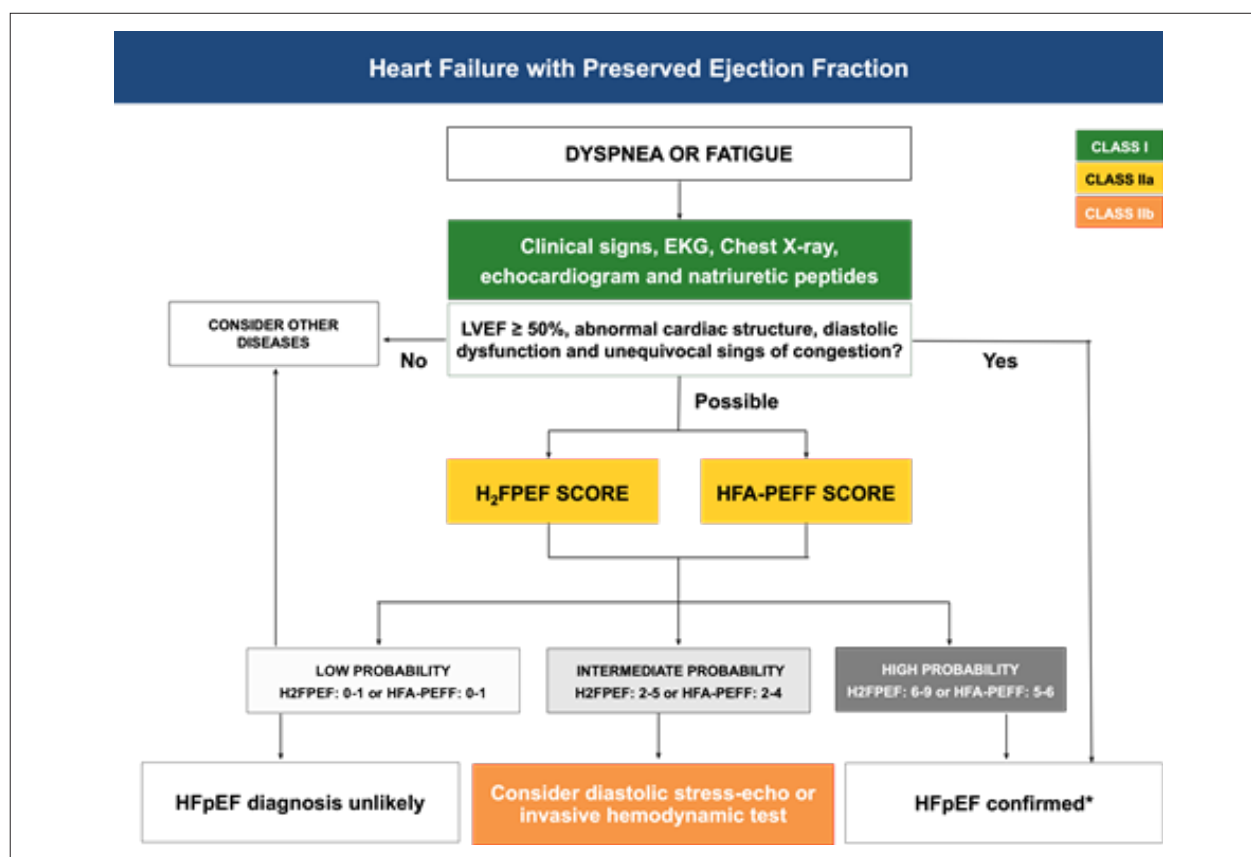 Heart Failure with Preserved Ejection Fraction
DYSPNEA OR FATIGUE
CLASS I
CLASS IIa
CLASS IIb
Clinical signs, EKG, Chest X-ray,
echocardiogram and natriuretic peptides
CONSIDER OTHER
DISEASES
LVEF ≥ 50%, abnormal cardiac structure, diastolic
dysfunction and unequivocal sings of congestion?
No
Yes
Possible
H₂FPEF SCORE
HFA-PEFF SCORE
LOW PROBABILITY
H2FPEF: 0-1 or HFA-PEFF: 0-1
INTERMEDIATE PROBABILITY
H2FPEF: 2-5 or HFA-PEFF: 2-4
HIGH PROBABILITY
H2FPEF: 6-9 or HFA-PEFF: 5-6
HFpEF diagnosis unlikely
Consider diastolic stress-echo or
invasive hemodynamic test
HFpEF confirmed*